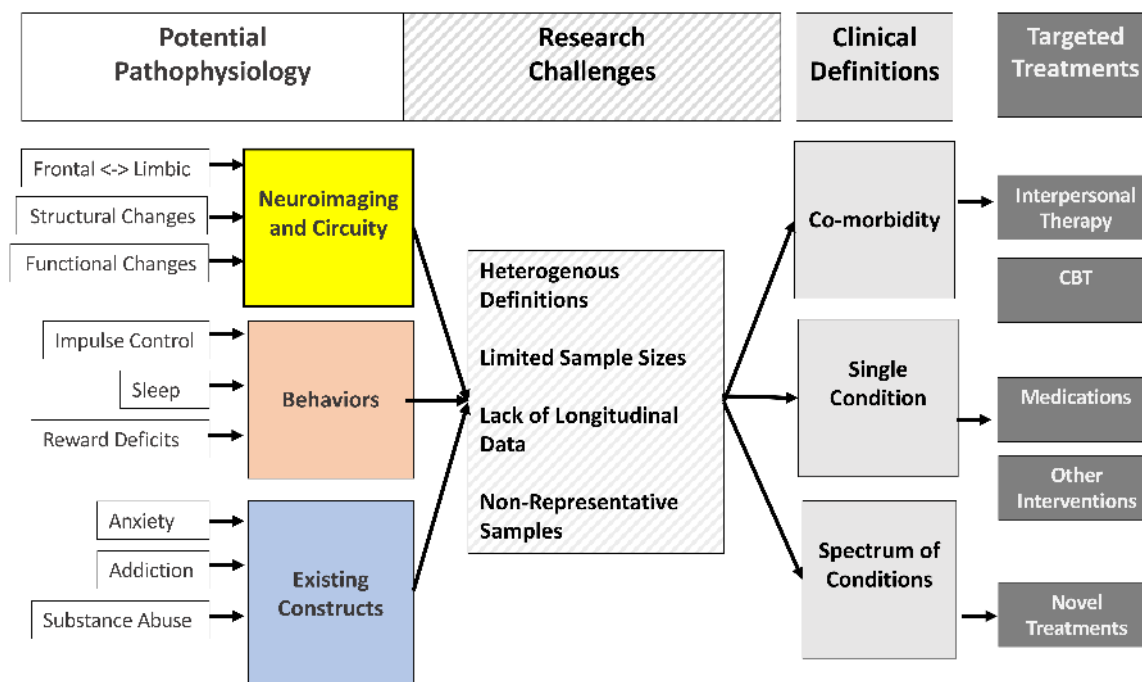 Potential
Pathophysiology
Research
Challenges
Clinical
Definitions
Targeted
Treatments
Frontal <-> Limbic
Structural Changes
Functional Changes
Neuroimaging
and Circuity
Impulse Control
Sleep
Reward Deficits
Behaviors
Anxiety
Addiction
Substance Abuse
Existing
Constructs
Heterogenous
Definitions
Limited Sample Sizes
Lack of Longitudinal
Data
Non-Representative
Samples
Co-morbidity
Single
Condition
Spectrum of
Conditions
Interpersonal
Therapy
CBT
Medications
Other
Interventions
Novel
Treatments